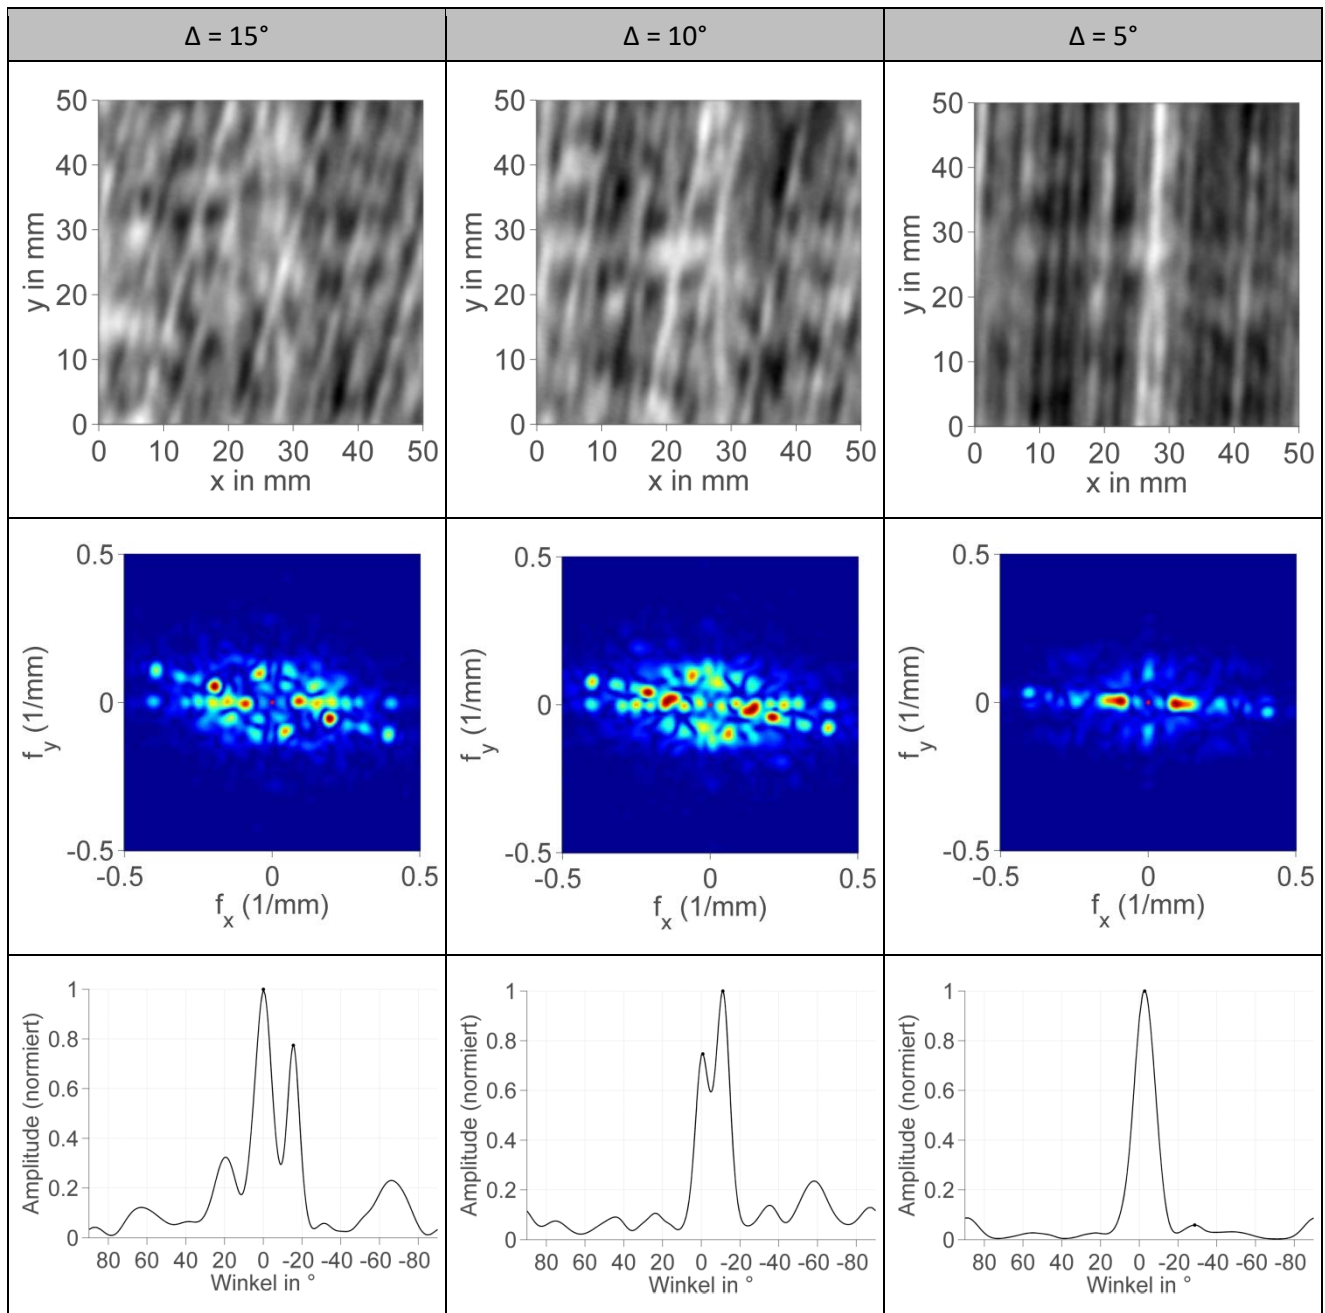 Δ = 15° Δ = 10° Δ = 5°
50 50 50
40 40 40
30 30 30
20 20 20
10 10 10
0 0 0
y in mm y in mm y in mm
0 10 20 30 40 50 0 10 20 30 40 50 0 10 20 30 40 50
x in mm x in mm x in mm
0.5 0.5 0.5
0 0 0
-0.5 -0.5 -0.5
f_y (1/mm) f_y (1/mm) f_y (1/mm)
-0.5 0 0.5 -0.5 0 0.5 -0.5 0 0.5
f_x (1/mm) f_x (1/mm) f_x (1/mm)
1 1 1
0.8 0.8 0.8
0.6 0.6 0.6
0.4 0.4 0.4
0.2 0.2 0.2
0 0 0
Amplitude (normiert) Amplitude (normiert) Amplitude (normiert)
80 60 40 20 0 -20 -40 -60 -80 80 60 40 20 0 -20 -40 -60 -80 80 60 40 20 0 -20 -40 -60 -80
Winkel in ° Winkel in ° Winkel in °